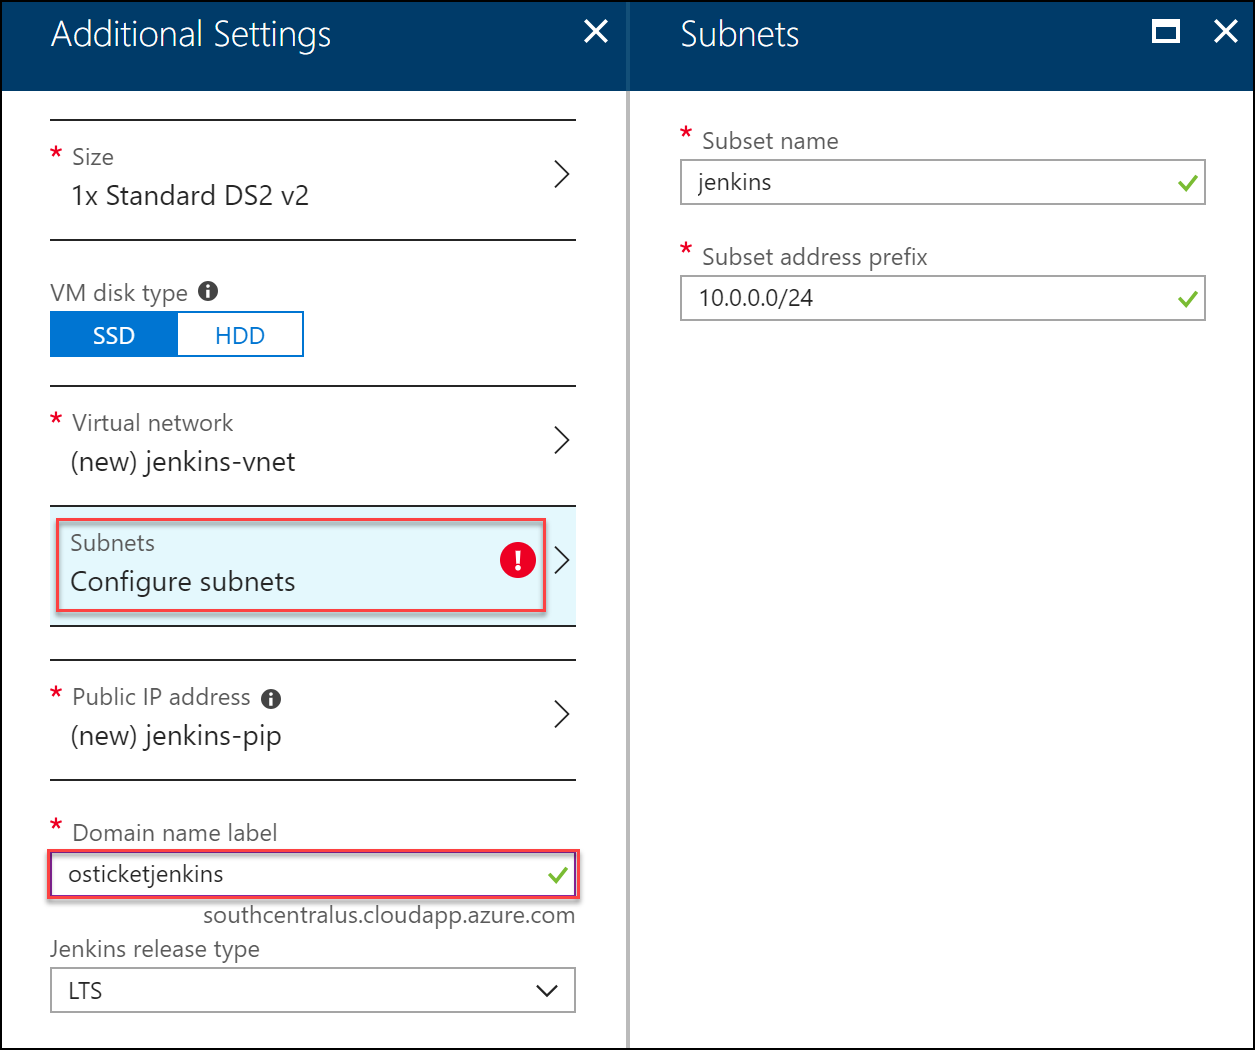 Additional Settings
* Size
1x Standard DS2 v2
VM disk type
SSD HDD
* Virtual network
(new) jenkins-vnet
Subnets
Configure subnets
!
* Public IP address
(new) jenkins-pip
* Domain name label
osticketjenkins
southcentralus.cloudapp.azure.com
Jenkins release type
LTS
Subnets
* Subset name
jenkins
* Subset address prefix
10.0.0.0/24